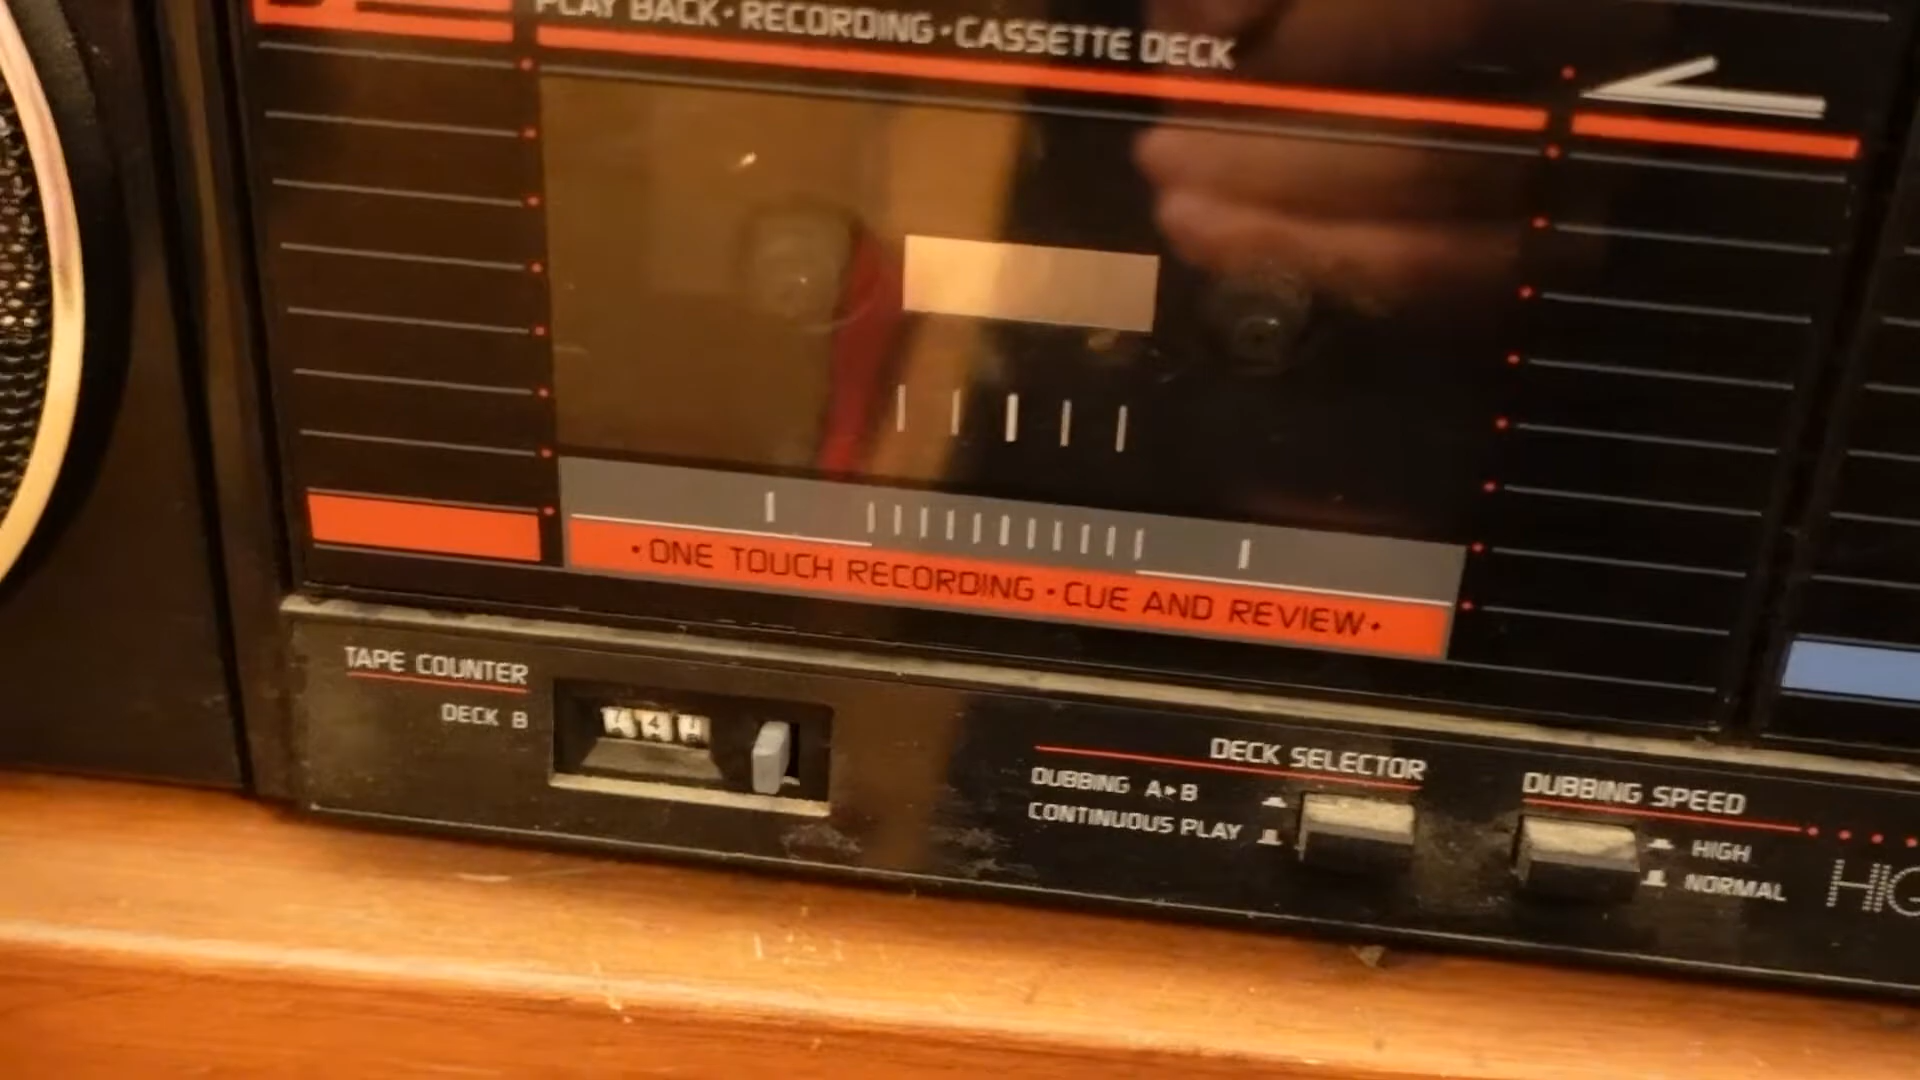 PLAY BACK • RECORDING • CASSETTE DECK
• ONE TOUCH RECORDING • CUE AND REVIEW •
TAPE COUNTER
DECK B
DECK SELECTOR
DUBBING A▸B
CONTINUOUS PLAY
DUBBING SPEED
HIGH
NORMAL